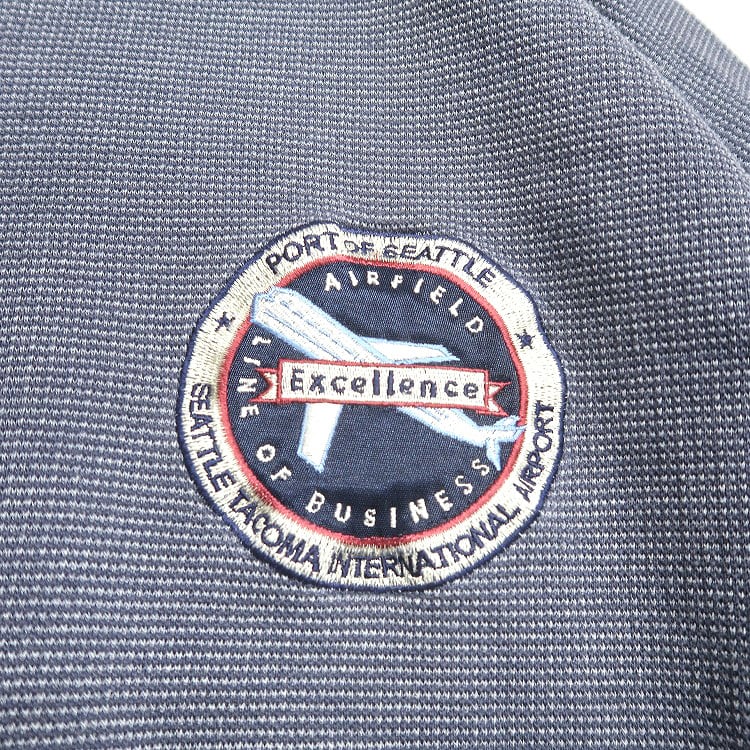 PORT OF SEATTLE
AIRFIELD
LINE OF BUSINESS
Excellence
SEATTLE TACOMA INTERNATIONAL AIRPORT